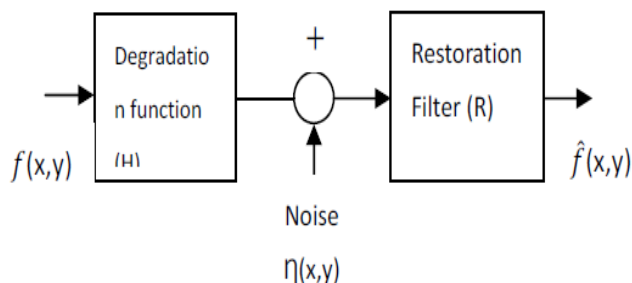 f(x,y)
Degradatio
n function
(H)
+
Noise
η(x,y)
Restoration
Filter (R)
f̂(x,y)